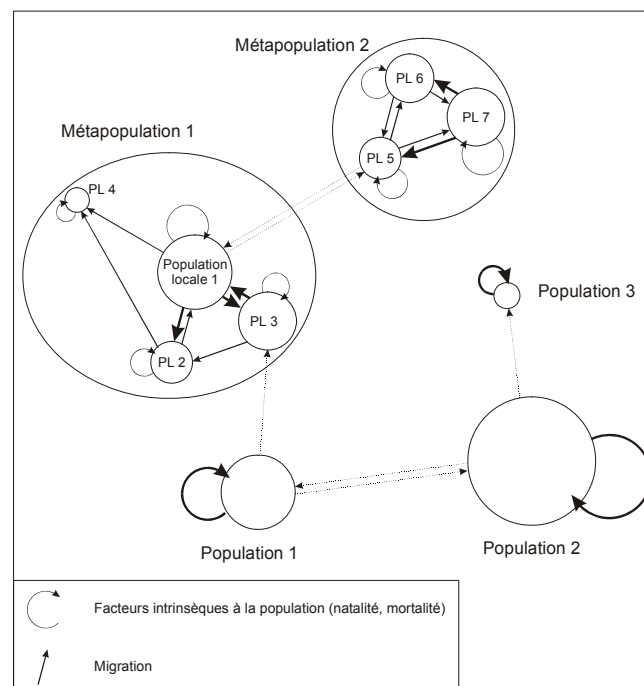 Métapopulation 2
PL 6
PL 7
PL 5
Métapopulation 1
PL 4
Population
locale 1
PL 3
PL 2
Population 3
Population 1
Population 2
Facteurs intrinsèques à la population (natalité, mortalité)
Migration